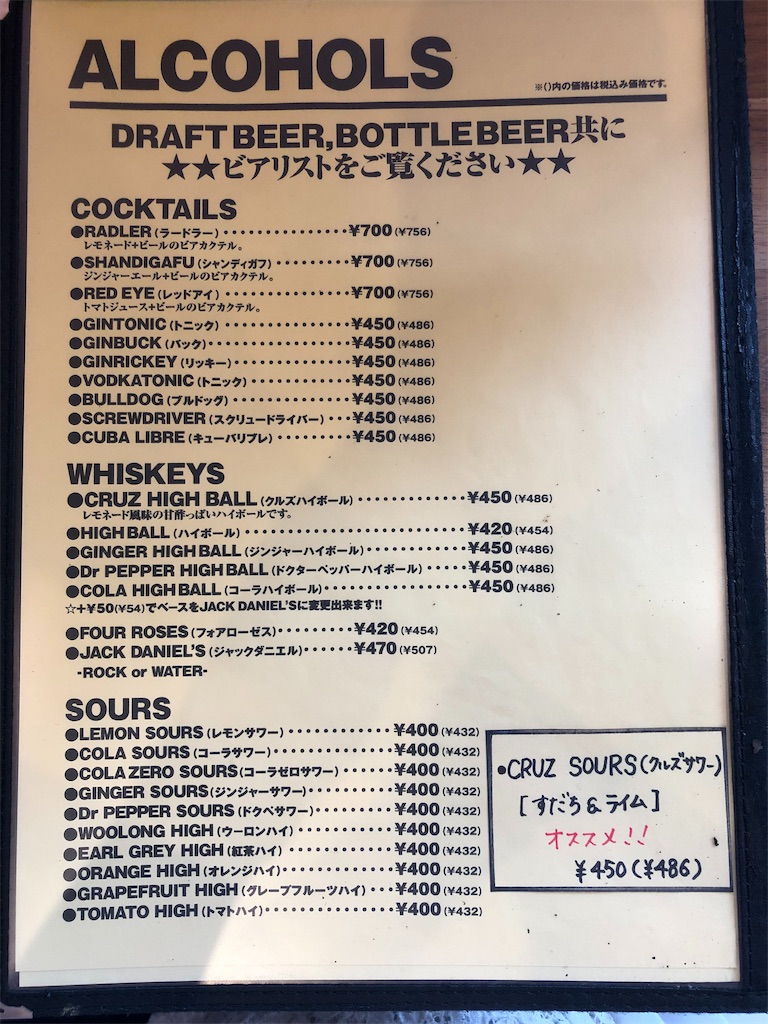 ALCOHOLS
※()内の価格は税込み価格です。
DRAFT BEER,BOTTLE BEER共に
★★ビアリストをご覧ください★★
COCKTAILS
●RADLER(ラードラー)・・・・・・・・・・・・・・・¥700(¥756)
レモネード+ビールのビアカクテル。
●SHANDIGAFU(シャンディガフ)・・・・・・・・・¥700(¥756)
ジンジャーエール+ビールのビアカクテル。
●RED EYE(レッドアイ)・・・・・・・・・・・・・・・¥700(¥756)
トマトジュース+ビールのビアカクテル。
●GINTONIC(トニック)・・・・・・・・・・・・・・・¥450(¥486)
●GINBUCK(バック)・・・・・・・・・・・・・・・・・¥450(¥486)
●GINRICKEY(リッキー)・・・・・・・・・・・・・・¥450(¥486)
●VODKATONIC(トニック)・・・・・・・・・・・・¥450(¥486)
●BULLDOG(ブルドッグ)・・・・・・・・・・・・・・¥450(¥486)
●SCREWDRIVER(スクリュードライバー)・・・¥450(¥486)
●CUBA LIBRE(キューバリブレ)・・・・・・・・・¥450(¥486)
WHISKEYS
●CRUZ HIGH BALL(クルズハイボール)・・・・・・・・・・・・¥450(¥486)
レモネード風味の甘酢っぱいハイボールです。
●HIGH BALL(ハイボール)・・・・・・・・・・・・・・・・・・・・・・・¥420(¥454)
●GINGER HIGH BALL(ジンジャーハイボール)・・・・・・・・・・・¥450(¥486)
●Dr PEPPER HIGH BALL(ドクターペッパーハイボール)・・・・・¥450(¥486)
●COLA HIGH BALL(コーラハイボール)・・・・・・・・・・・・・・・・¥450(¥486)
☆+¥50(¥54)でベースをJACK DANIEL'Sに変更出来ます!!
●FOUR ROSES(フォアローゼス)・・・・・・・・・¥420(¥454)
●JACK DANIEL'S(ジャックダニエル)・・・・・・¥470(¥507)
-ROCK or WATER-
SOURS
●LEMON SOURS(レモンサワー)・・・・・・・・・・・・¥400(¥432)
●COLA SOURS(コーラサワー)・・・・・・・・・・・・・・¥400(¥432)
●COLA ZERO SOURS(コーラゼロサワー)・・・・・・¥400(¥432)
●GINGER SOURS(ジンジャーサワー)・・・・・・・・・¥400(¥432)
●Dr PEPPER SOURS(ドクペサワー)・・・・・・・・・・¥400(¥432)
●WOOLONG HIGH(ウーロンハイ)・・・・・・・・・・・¥400(¥432)
●EARL GREY HIGH(紅茶ハイ)・・・・・・・・・・・・・¥400(¥432)
●ORANGE HIGH(オレンジハイ)・・・・・・・・・・・・¥400(¥432)
●GRAPEFRUIT HIGH(グレープフルーツハイ)・・・¥400(¥432)
●TOMATO HIGH(トマトハイ)・・・・・・・・・・・・・・・¥400(¥432)
•CRUZ SOURS(クルズサワー)
[すだち&ライム]
オススメ!!
¥450(¥486)